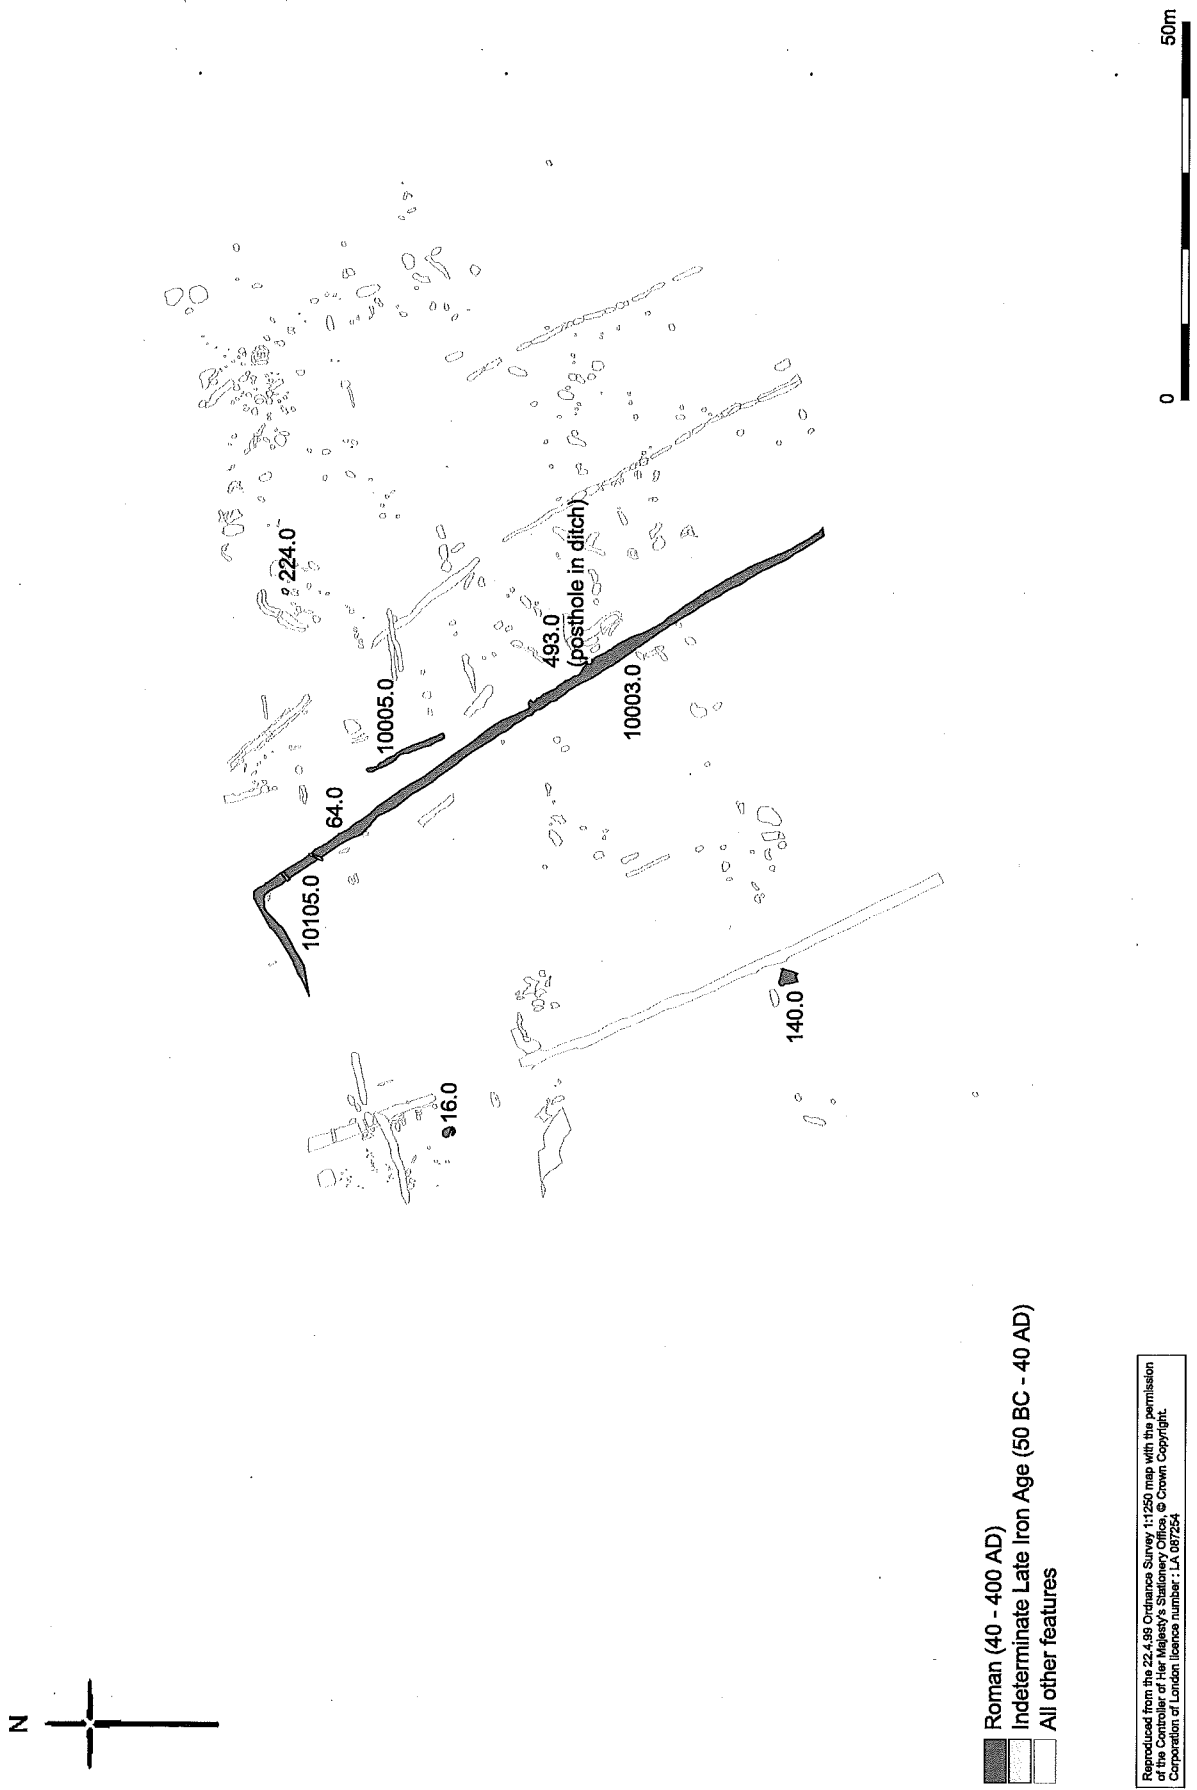 N
224.0
493.0
(posthole in ditch)
10005.0
10003.0
64.0
10105.0
140.0
16.0
0
50m
Roman (40 - 400 AD)
Indeterminate Late Iron Age (50 BC - 40 AD)
All other features
Reproduced from the 22.4.99 Ordnance Survey 1:1250 map with the permission
of the Controller of Her Majesty's Stationery Office, © Crown Copyright.
Corporation of London licence number : LA 087254